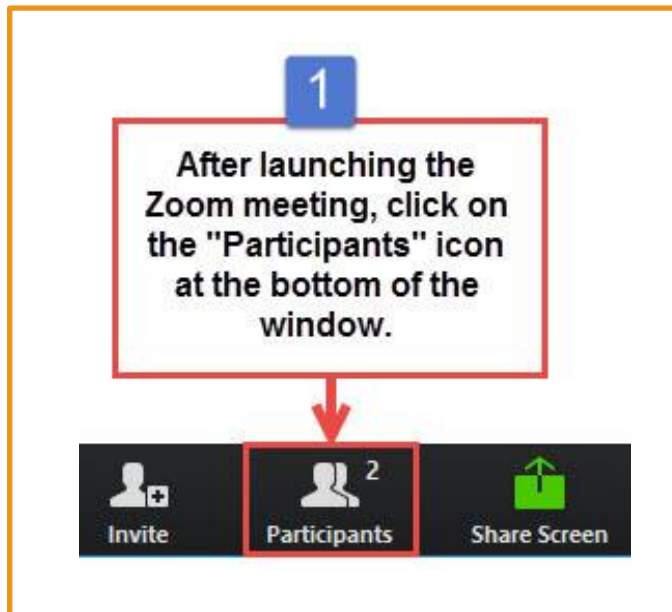 1
After launching the
Zoom meeting, click on
the "Participants" icon
at the bottom of the
window.
2
Invite
Participants
Share Screen